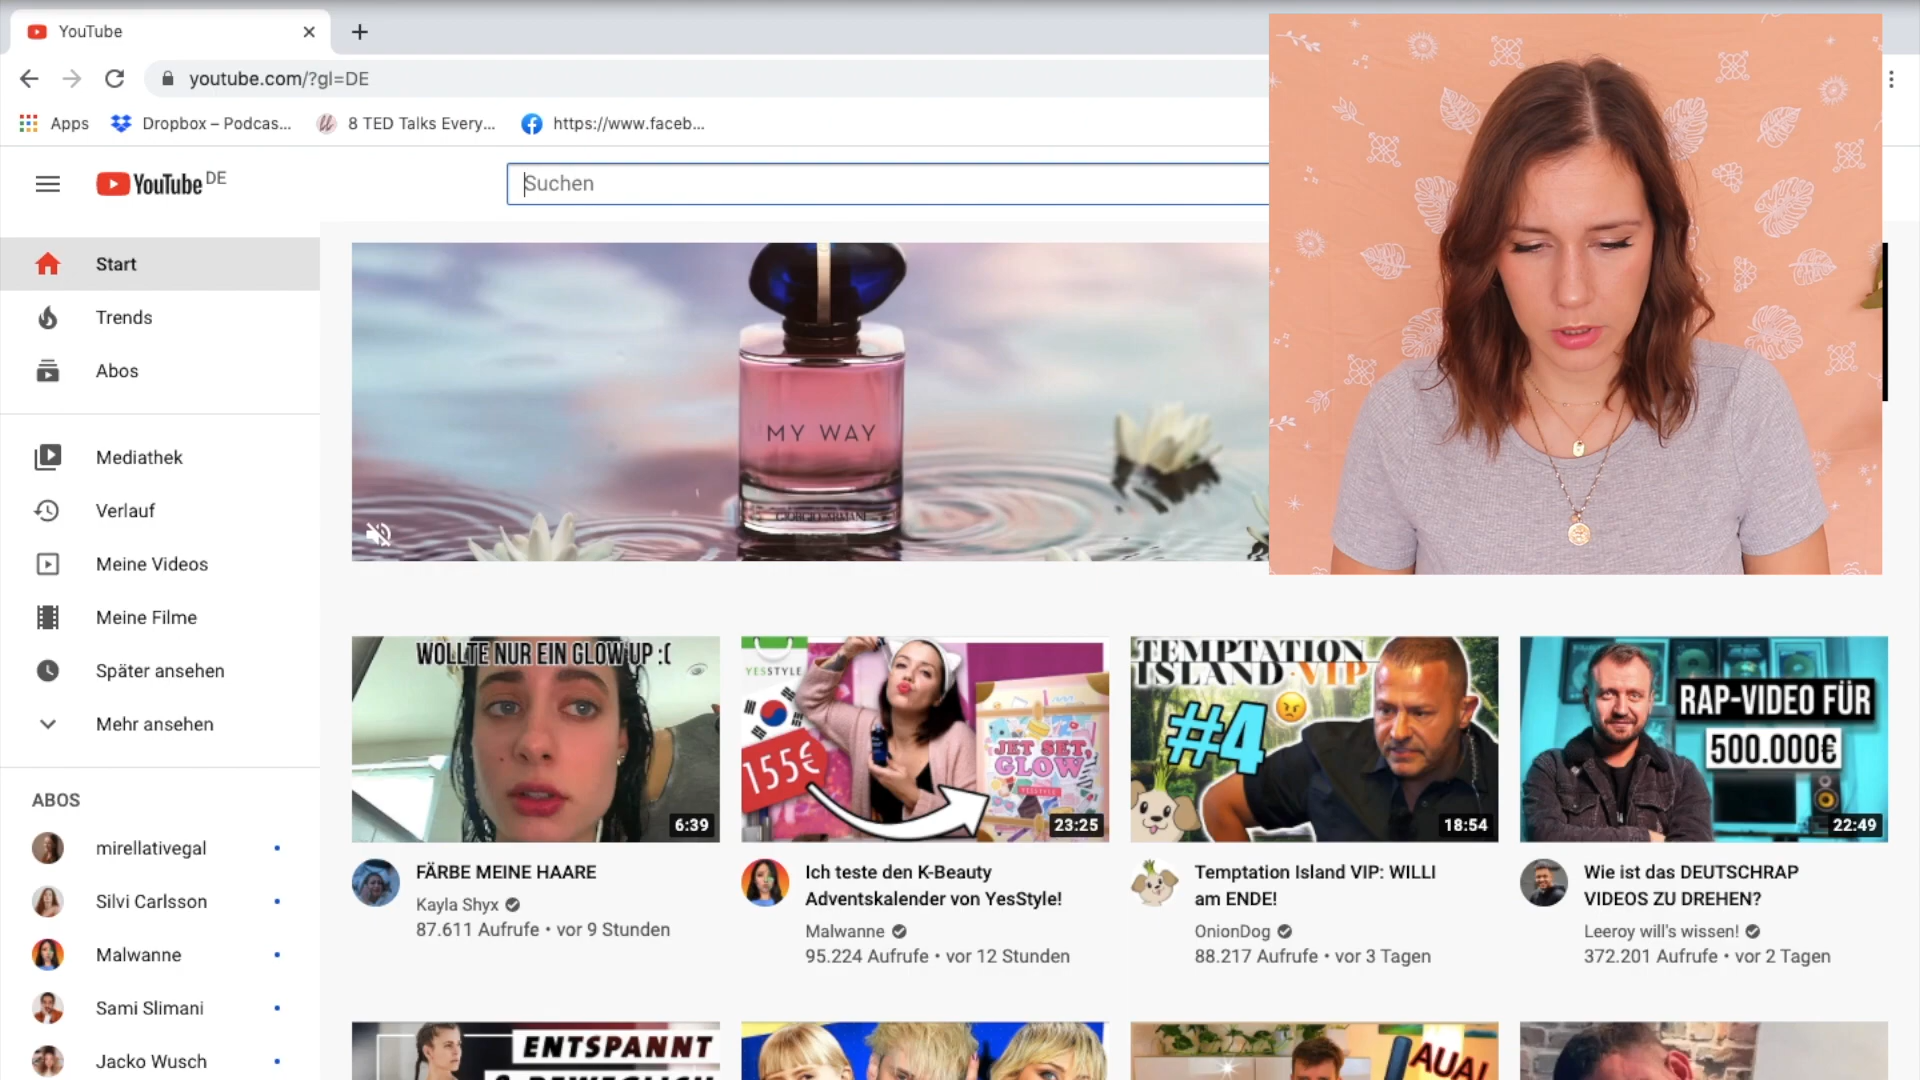 YouTube
youtube.com/?gl=DE
Apps
Dropbox – Podcas...
8 TED Talks Every...
https://www.faceb...
YouTube DE
Suchen
Start
Trends
Abos
Mediathek
Verlauf
Meine Videos
Meine Filme
Später ansehen
Mehr ansehen
ABOS
mirellativegal
Silvi Carlsson
Malwanne
Sami Slimani
Jacko Wusch
MY WAY
GIORGIO ARMANI
WOLLTE NUR EIN GLOW UP :(
6:39
FÄRBE MEINE HAARE
Kayla Shyx
87.611 Aufrufe • vor 9 Stunden
YESSTYLE
155€
JET SET,
GLOW
YESSTYLE
23:25
Ich teste den K-Beauty
Adventskalender von YesStyle!
Malwanne
95.224 Aufrufe • vor 12 Stunden
TEMPTATION
ISLAND VIP
#4
18:54
Temptation Island VIP: WILLI
am ENDE!
OnionDog
88.217 Aufrufe • vor 3 Tagen
RAP-VIDEO FÜR
500.000€
22:49
Wie ist das DEUTSCHRAP
VIDEOS ZU DREHEN?
Leeroy will's wissen!
372.201 Aufrufe • vor 2 Tagen
ENTSPANNT
AUA!